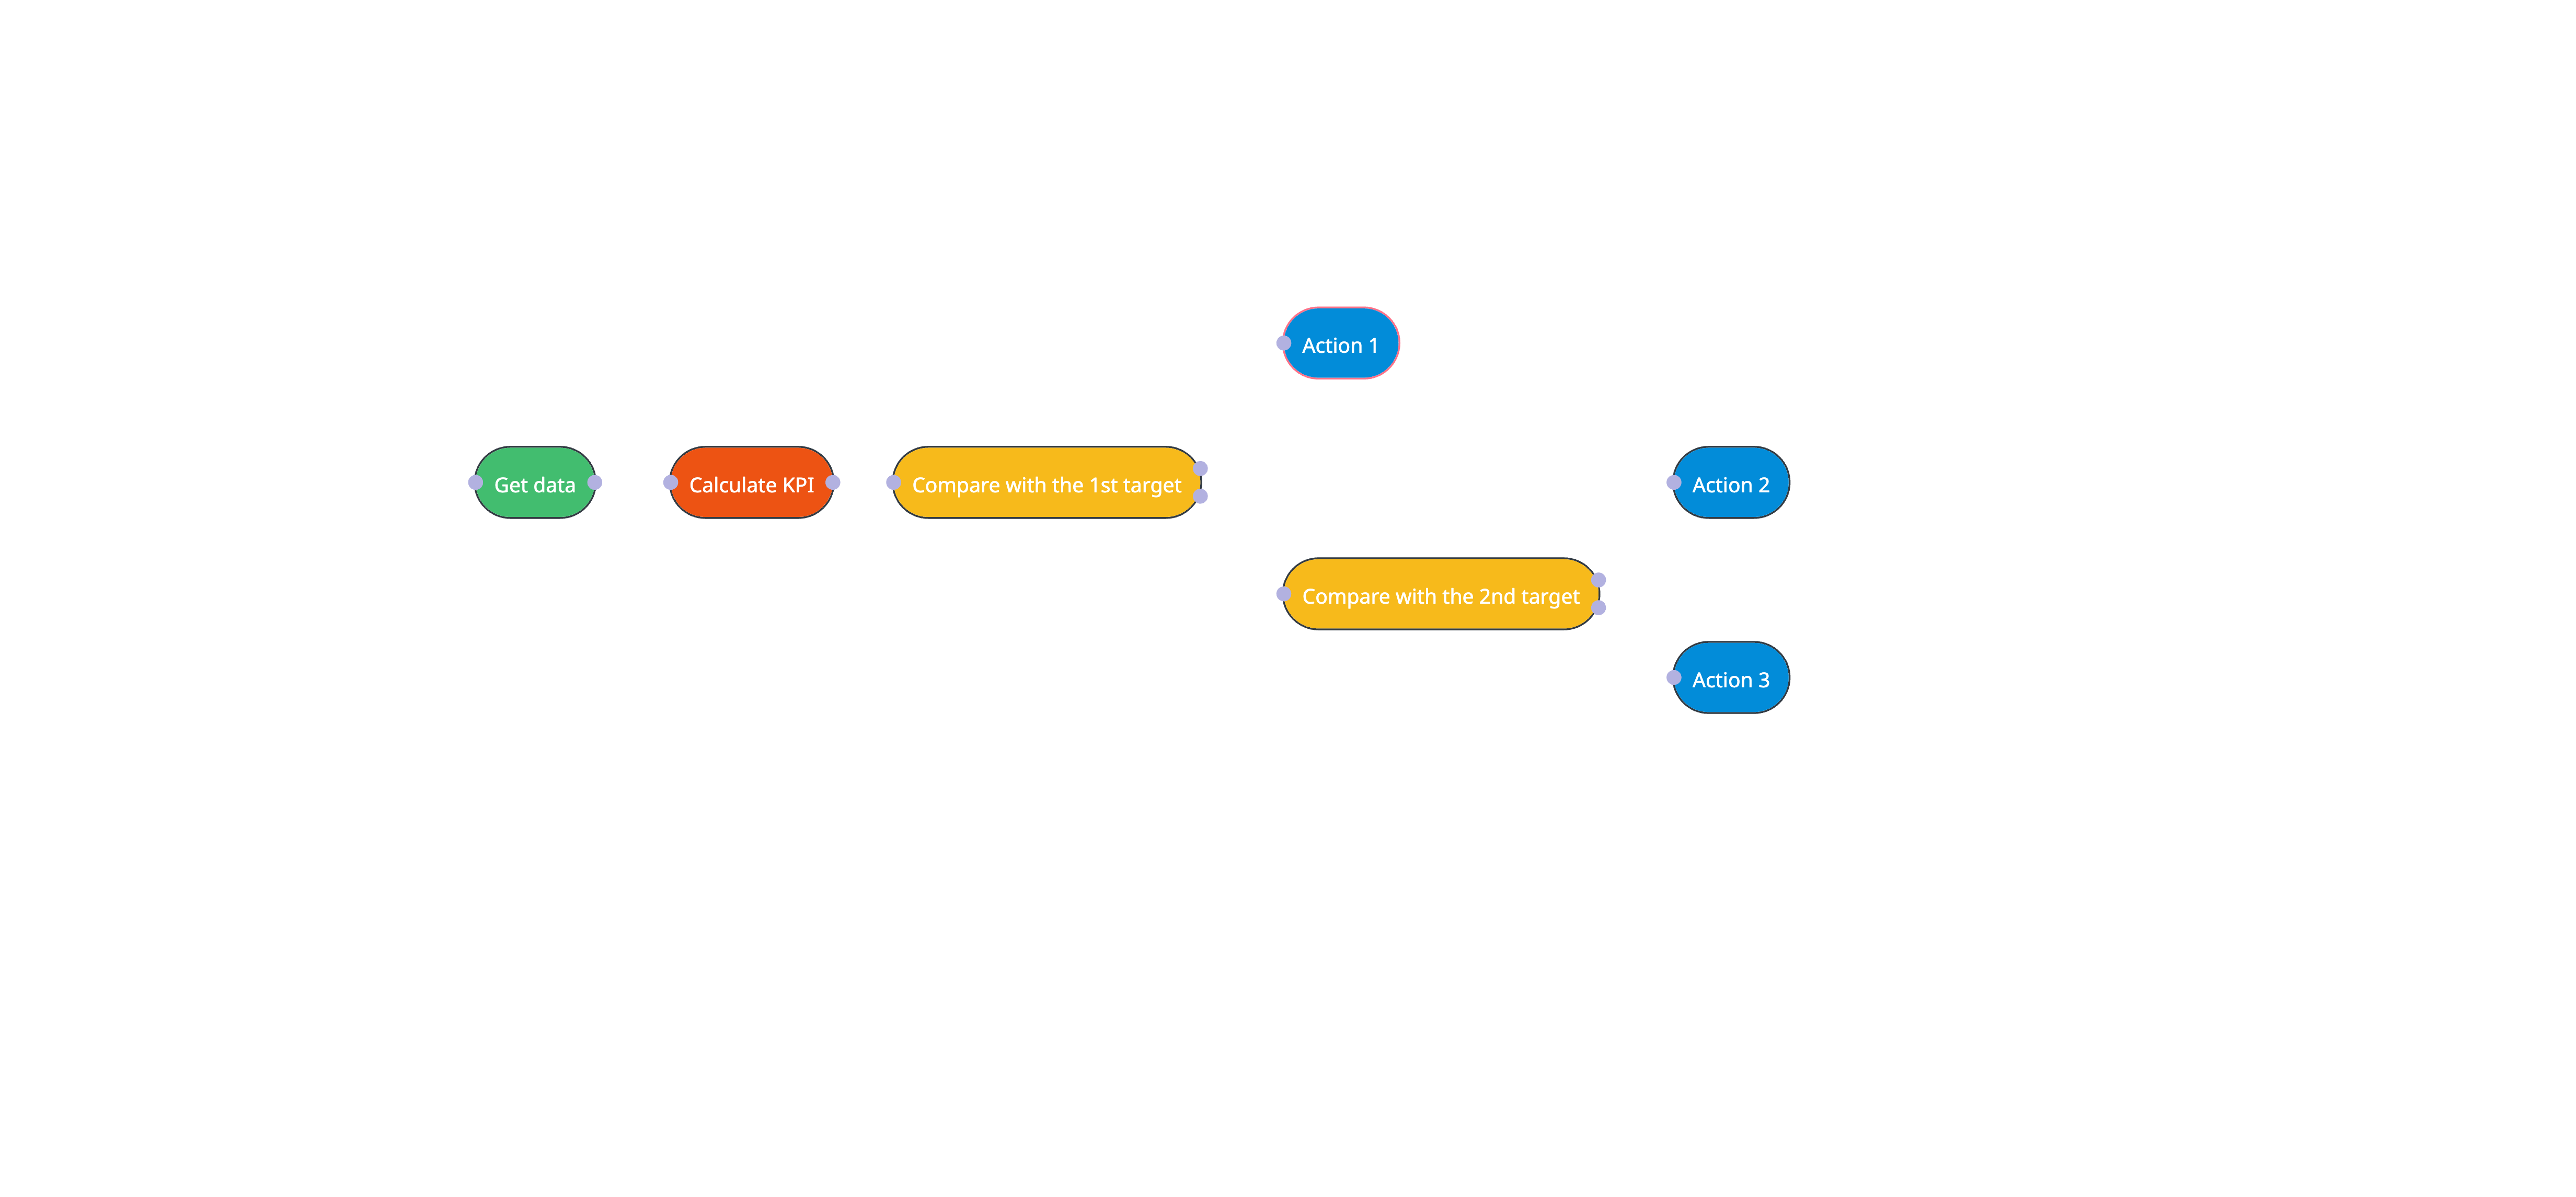 Action 1
Get data
Calculate KPI
Compare with the 1st target
Action 2
Compare with the 2nd target
Action 3